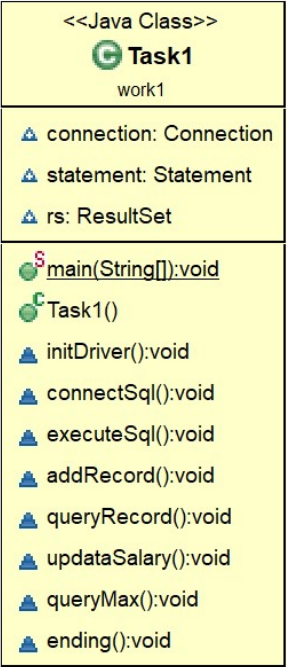 <<Java Class>>
C Task1
work1
connection: Connection
statement: Statement
rs: ResultSet
S main(String[]):void
C Task1()
initDriver():void
connectSql():void
executeSql():void
addRecord():void
queryRecord():void
updataSalary():void
queryMax():void
ending():void